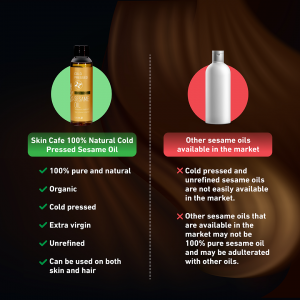 Skin Cafe 100% Natural Cold
Pressed Sesame Oil
100% pure and natural
Organic
Cold pressed
Extra virgin
Unrefined
Can be used on both
skin and hair
Other sesame oils
available in the market
Cold pressed and
unrefined sesame oils
are not easily available
in the market.
Other sesame oils that
are available in the
market may not be
100% pure sesame oil
and may be adulterated
with other oils.